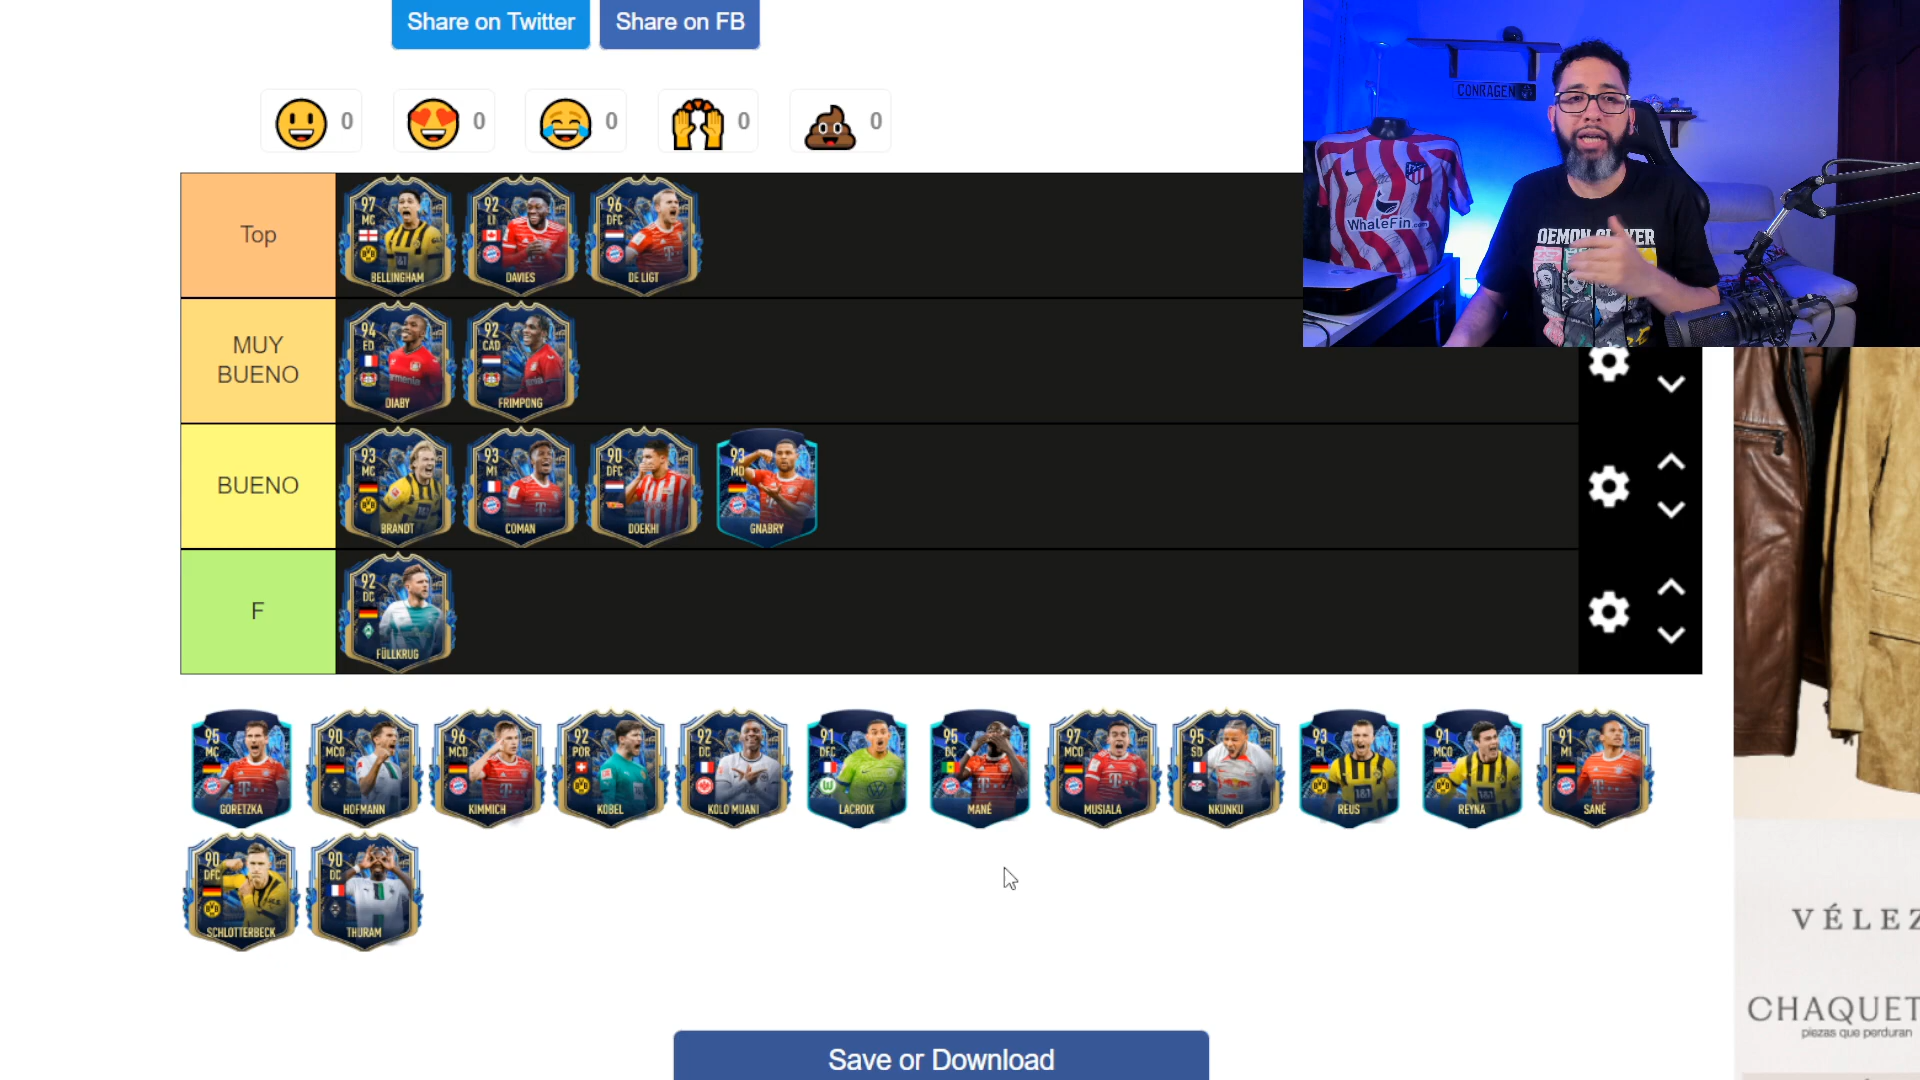 Share on Twitter
Share on FB
0
0
0
0
0
CONRAGEN
WhaleFin.com
DEMON SLAYER
Top
97
MC
BELLINGHAM
92
LI
DAVIES
96
DFC
DE LIGT
MUY
BUENO
94
ED
DIABY
92
CAD
FRIMPONG
BUENO
93
MC
BRANDT
93
MI
COMAN
90
DFC
DOEKHI
93
MD
GNABRY
F
92
DC
FÜLLKRUG
95
MC
GORETZKA
90
MCO
HOFMANN
96
MCD
KIMMICH
92
POR
KOBEL
92
DC
KOLO MUANI
91
DFC
LACROIX
95
DC
MANÉ
97
MCO
MUSIALA
95
SD
NKUNKU
93
EI
REUS
91
MCO
REYNA
91
MI
SANÉ
90
DFC
SCHLOTTERBECK
90
DC
THURAM
VÉLEZ
CHAQUET
piezas que perduran
Save or Download